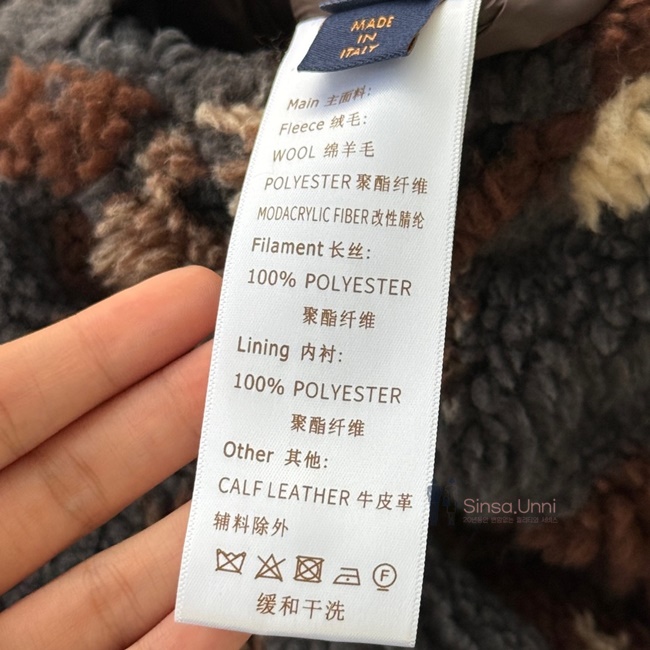 MADE
IN
ITALY
Main 主面料:
Fleece 绒毛:
WOOL 绵羊毛
POLYESTER 聚酯纤维
MODACRYLIC FIBER 改性腈纶
Filament 长丝:
100% POLYESTER
聚酯纤维
Lining 内衬:
100% POLYESTER
聚酯纤维
Other 其他:
CALF LEATHER 牛皮革
辅料除外
F
缓和干洗
Sinsa.Unni